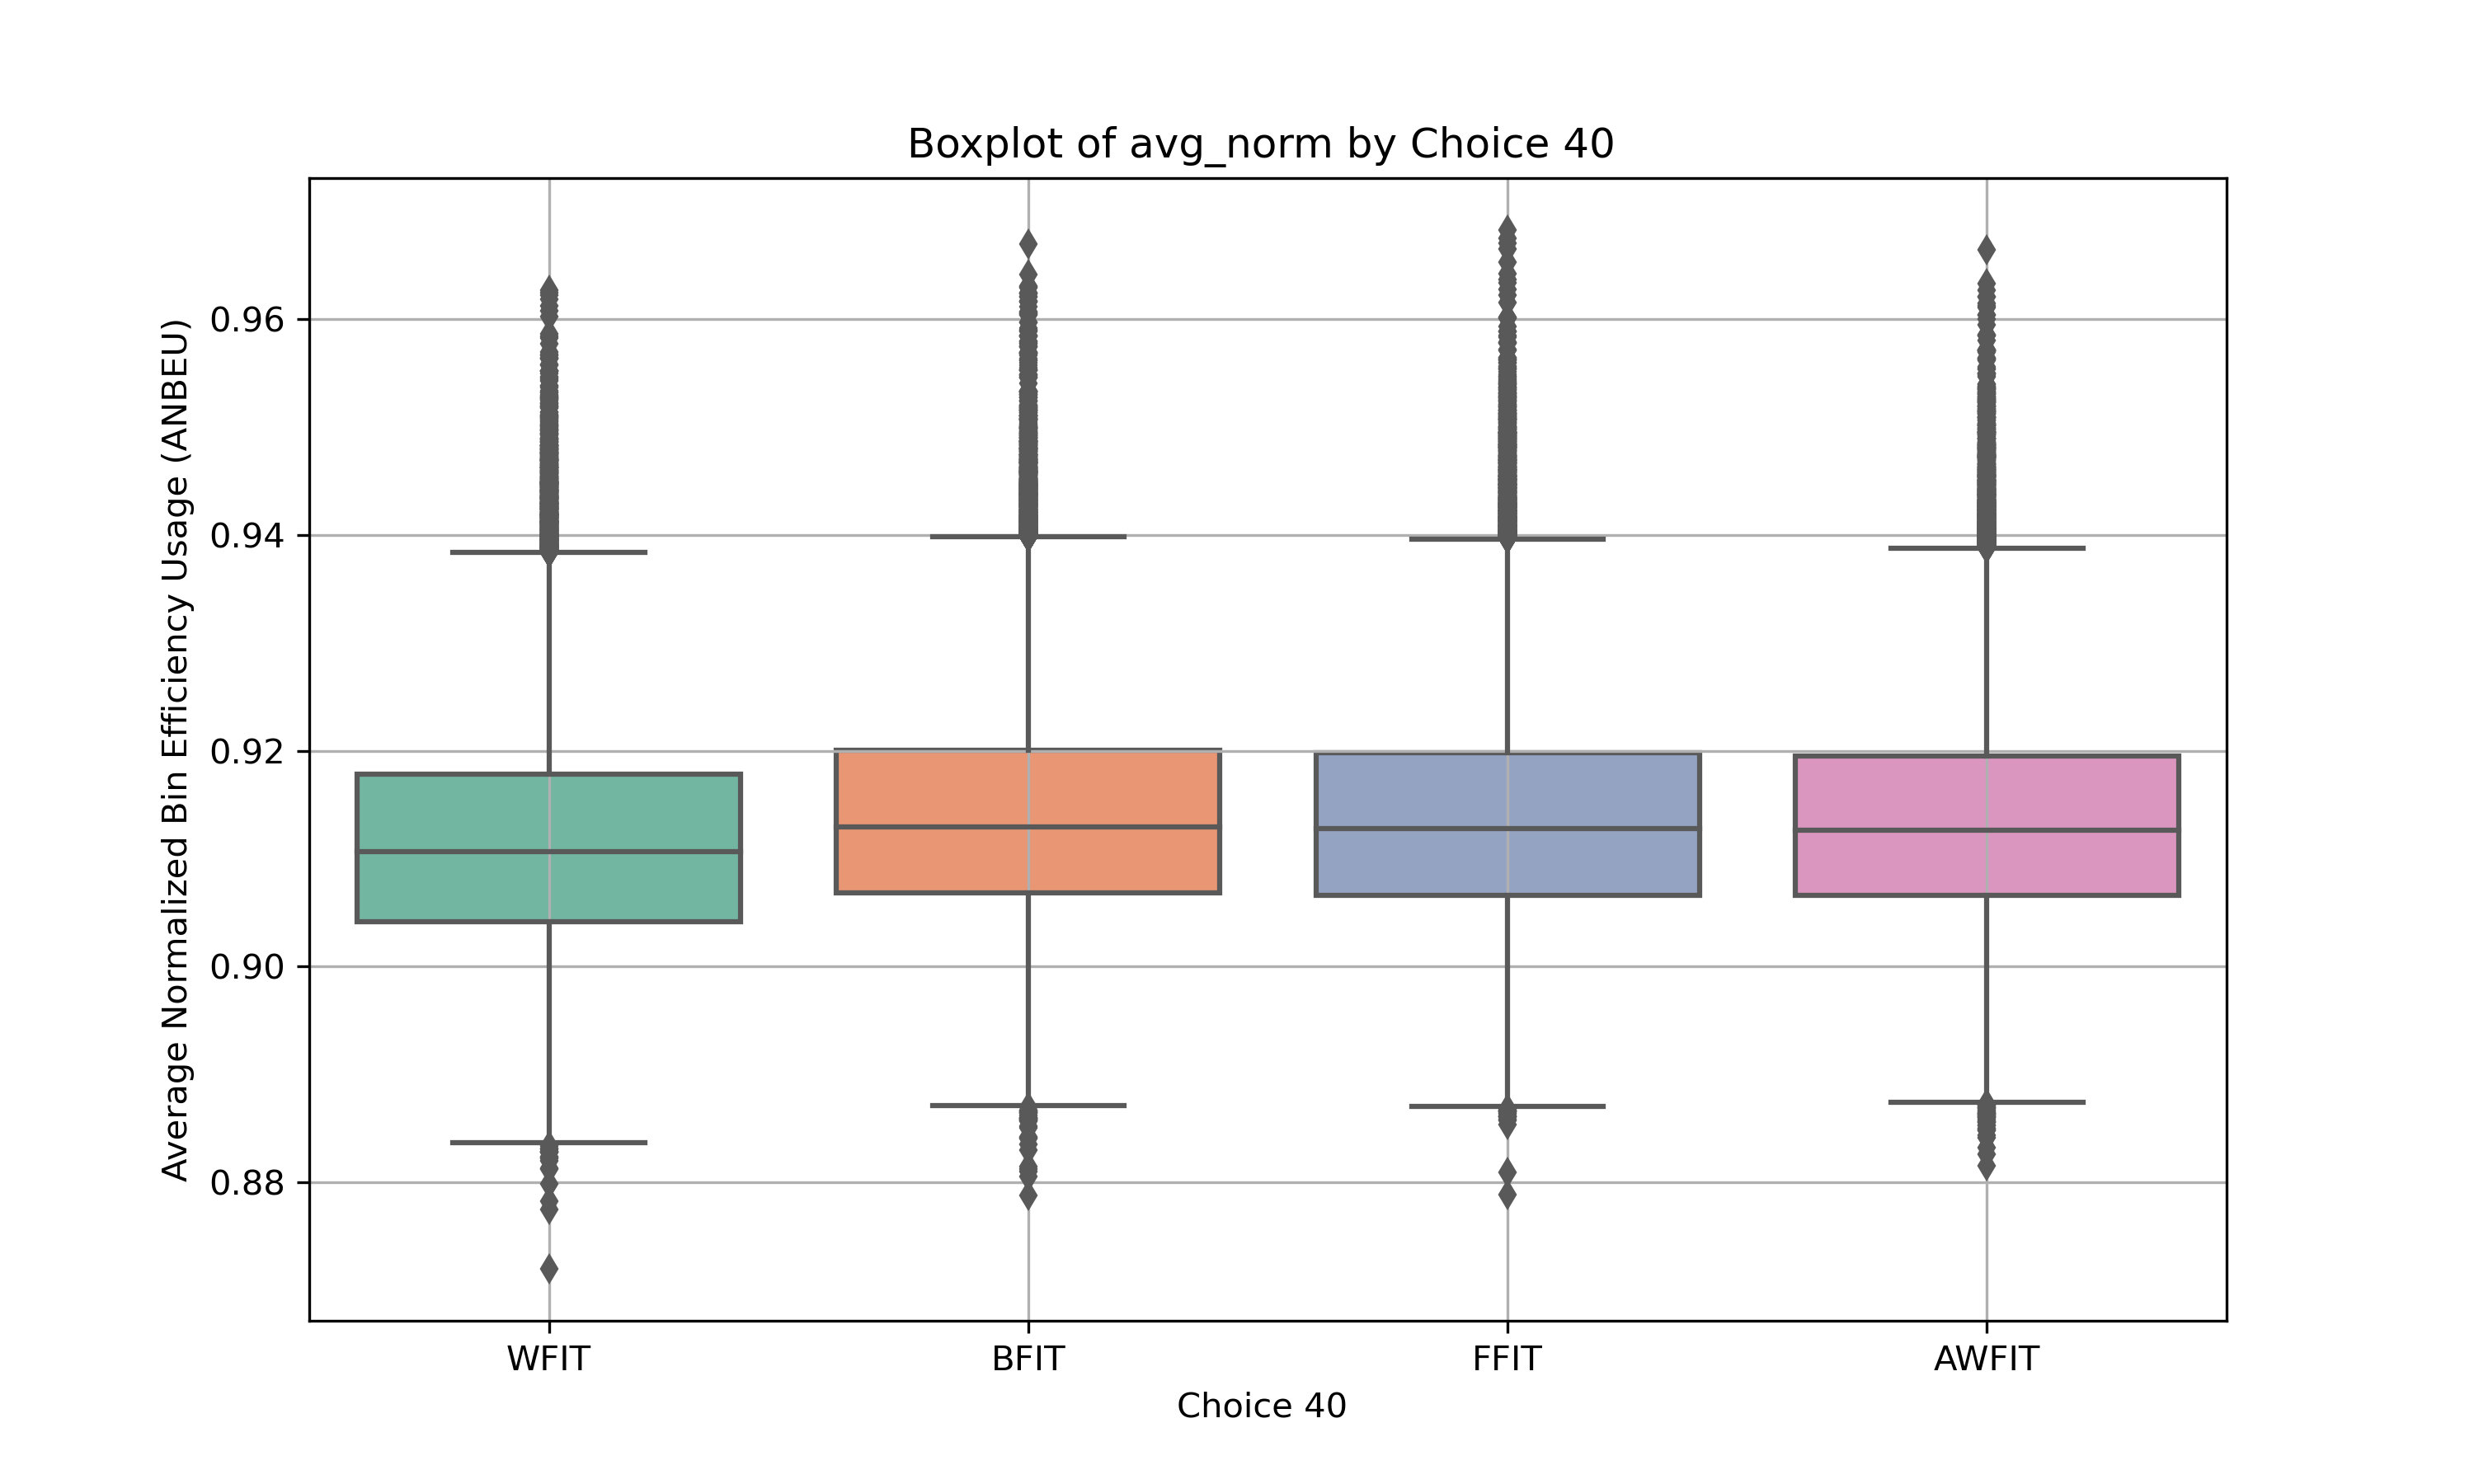 Boxplot of avg_norm by Choice 40
Average Normalized Bin Efficiency Usage (ANBEU)
0.96
0.94
0.92
0.90
0.88
WFIT BFIT FFIT AWFIT
Choice 40